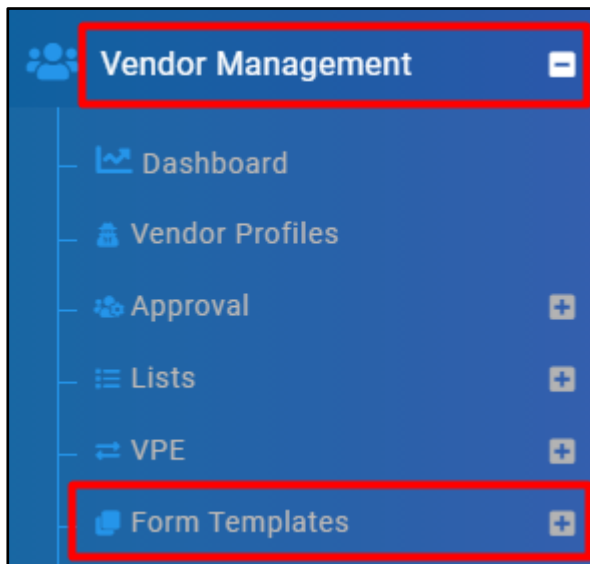 Vendor Management
Dashboard
Vendor Profiles
Approval
Lists
VPE
Form Templates